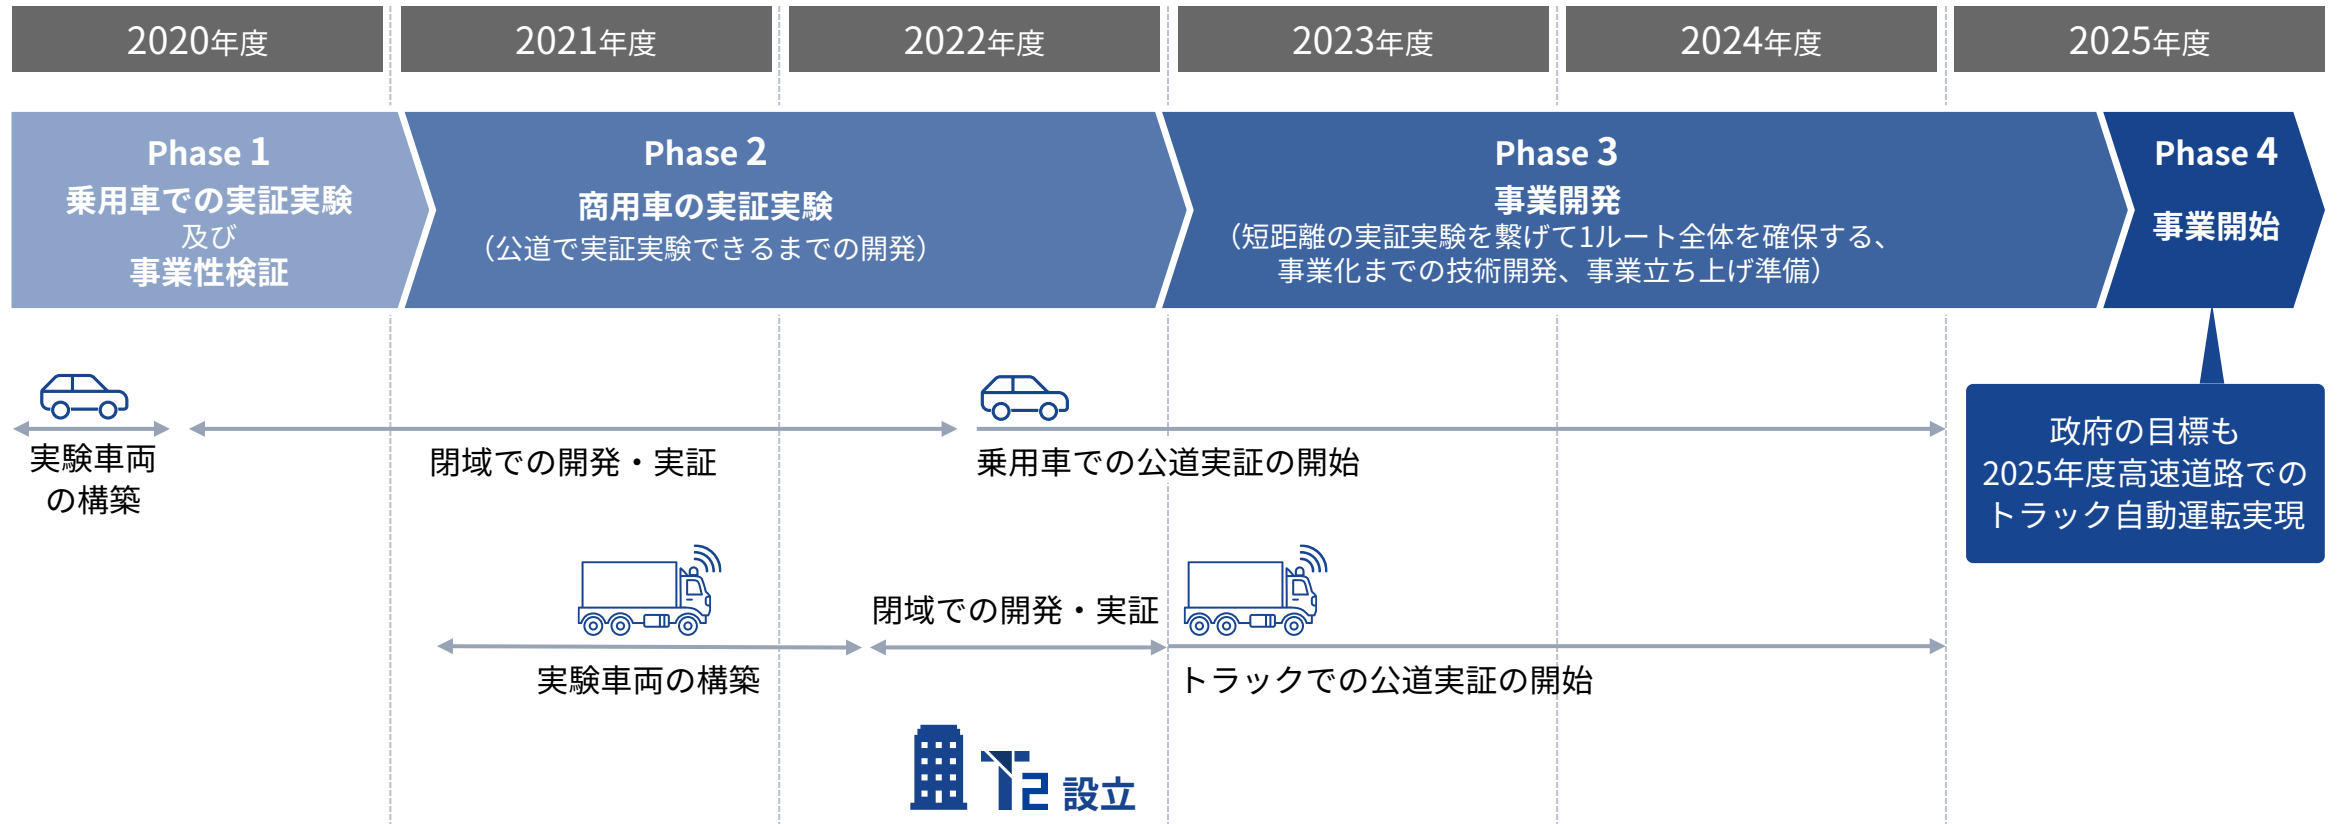 2020年度
2021年度
2022年度
2023年度
2024年度
2025年度
Phase 1
乗用車での実証実験
及び
事業性検証
Phase 2
商用車の実証実験
（公道で実証実験できるまでの開発）
Phase 3
事業開発
（短距離の実証実験を繋げて1ルート全体を確保する、
事業化までの技術開発、事業立ち上げ準備）
Phase 4
事業開始
実験車両
の構築
閉域での開発・実証
乗用車での公道実証の開始
政府の目標も
2025年度高速道路での
トラック自動運転実現
実験車両の構築
閉域での開発・実証
トラックでの公道実証の開始
T2 設立